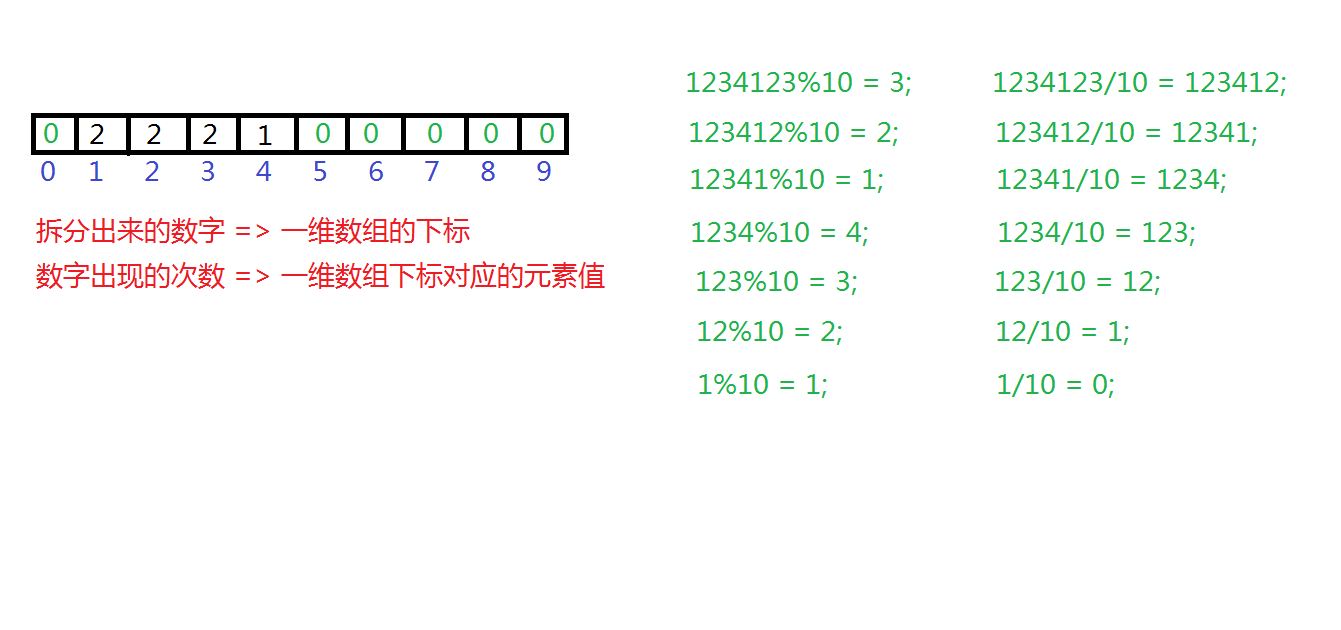 0 2 2 2 1 0 0 0 0 0
0 1 2 3 4 5 6 7 8 9
拆分出来的数字 => 一维数组的下标
数字出现的次数 => 一维数组下标对应的元素值
1234123%10 = 3; 1234123/10 = 123412;
123412%10 = 2; 123412/10 = 12341;
12341%10 = 1; 12341/10 = 1234;
1234%10 = 4; 1234/10 = 123;
123%10 = 3; 123/10 = 12;
12%10 = 2; 12/10 = 1;
1%10 = 1; 1/10 = 0;